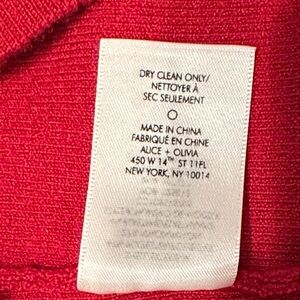 DRY CLEAN ONLY/
NETTOYER À
SEC SEULEMENT
MADE IN CHINA
FABRIQUÉ EN CHINE
ALICE + OLIVIA
450 W 14TH ST 11FL
NEW YORK, NY 10014